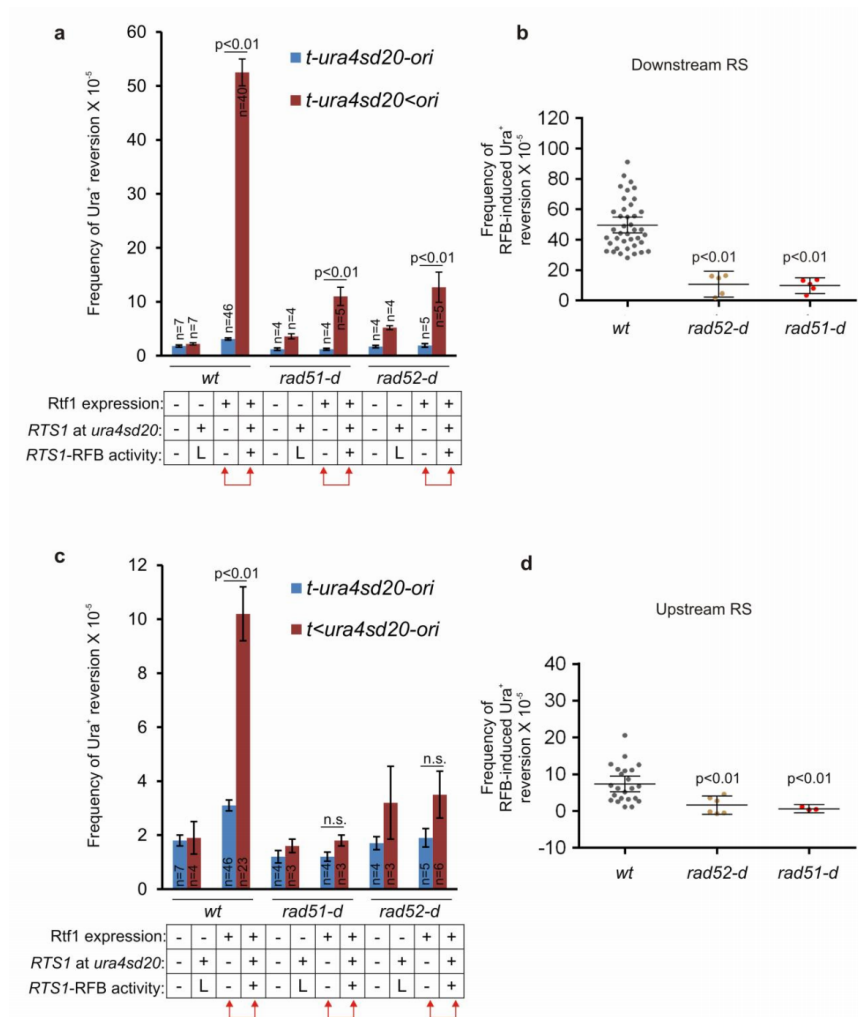 a
Frequency of Ura⁺ reversion X 10⁻⁵
60
50
40
30
20
10
0
t-ura4sd20-ori
t-ura4sd20<ori
p<0.01
p<0.01
p<0.01
n=7
n=7
n=46
n=40
n=4
n=4
n=4
n=5
n=4
n=4
n=5
n=5
wt
rad51-d
rad52-d
Rtf1 expression: - - + + - - + + - - + +
RTS1 at ura4sd20: - + - + - + - + - + - +
RTS1-RFB activity: - L - + - L - + - L - +
b
Downstream RS
Frequency of
RFB-induced Ura⁺
reversion X 10⁻⁵
120
100
80
60
40
20
0
p<0.01
p<0.01
wt
rad52-d
rad51-d
c
Frequency of Ura⁺ reversion X 10⁻⁵
12
10
8
6
4
2
0
t-ura4sd20-ori
t<ura4sd20-ori
p<0.01
n.s.
n.s.
n=7
n=4
n=46
n=23
n=4
n=3
n=4
n=3
n=4
n=3
n=5
n=6
wt
rad51-d
rad52-d
Rtf1 expression: - - + + - - + + - - + +
RTS1 at ura4sd20: - + - + - + - + - + - +
RTS1-RFB activity: - L - + - L - + - L - +
d
Upstream RS
Frequency of
RFB-induced Ura⁺
reversion X 10⁻⁵
40
30
20
10
0
-10
p<0.01
p<0.01
wt
rad52-d
rad51-d